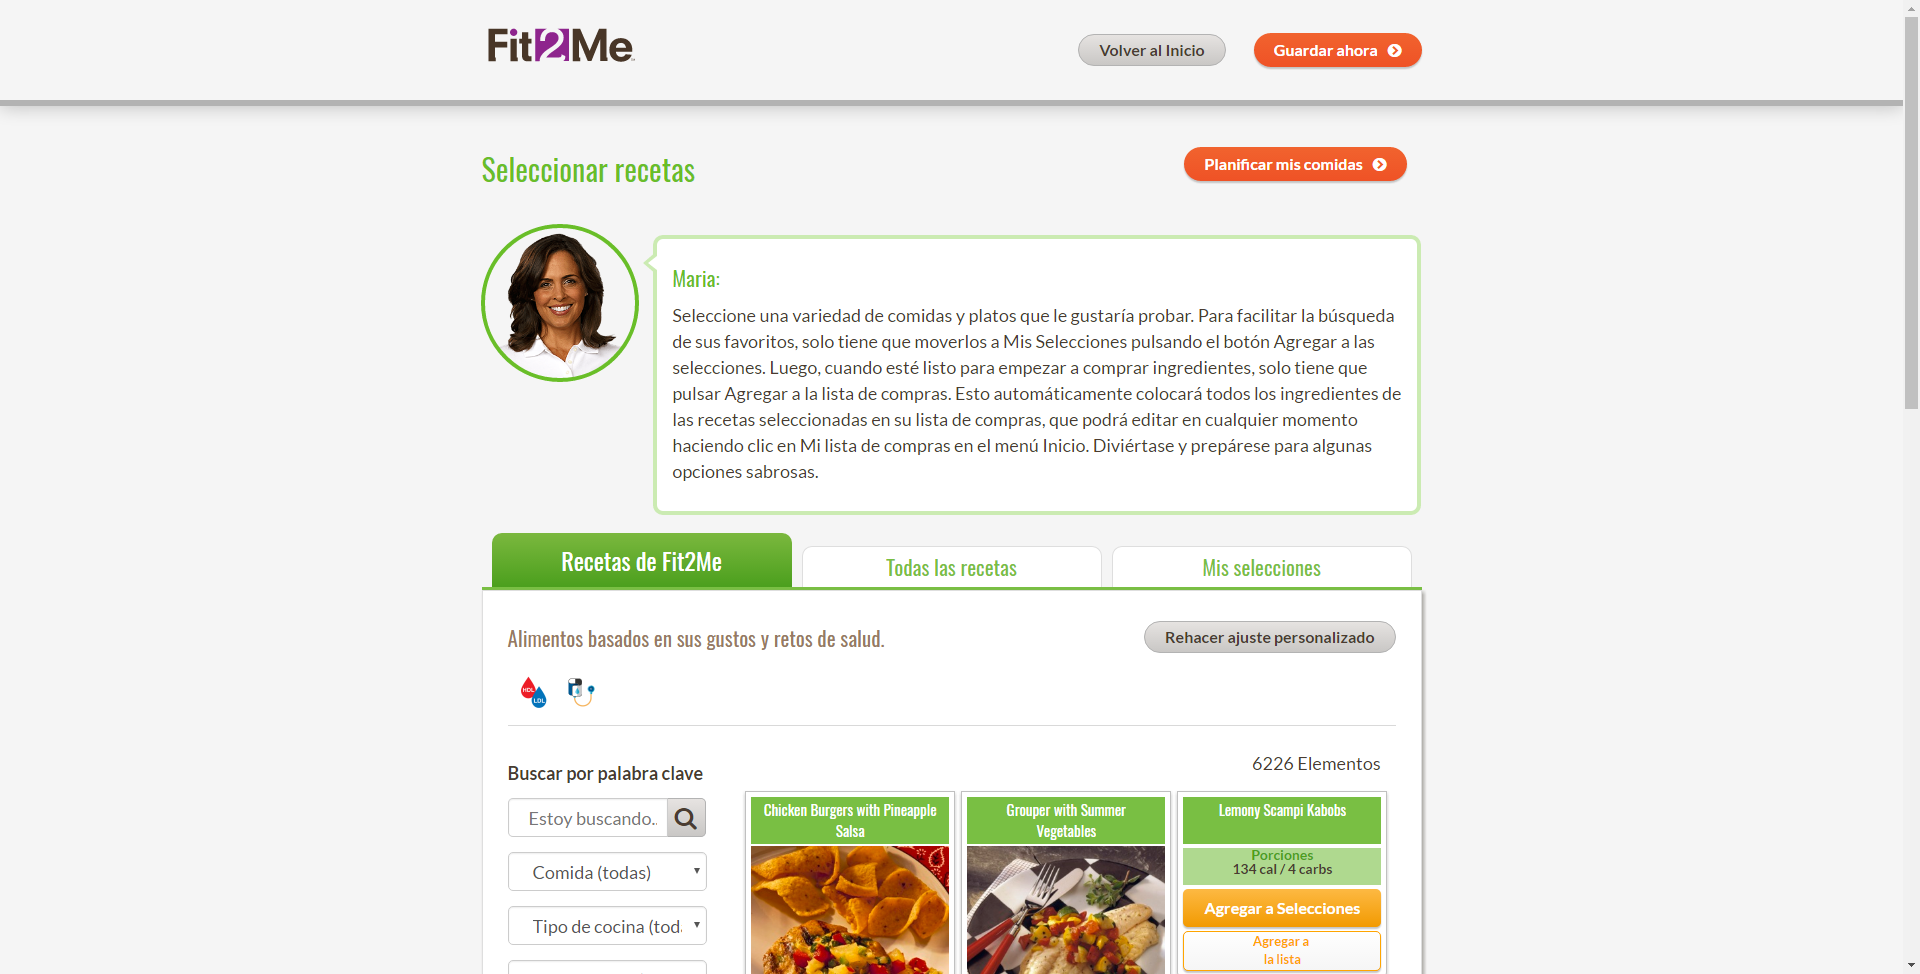 Fit2Me
Volver al Inicio
Guardar ahora
Seleccionar recetas
Planificar mis comidas
Maria:
Seleccione una variedad de comidas y platos que le gustaría probar. Para facilitar la búsqueda
de sus favoritos, solo tiene que moverlos a Mis Selecciones pulsando el botón Agregar a las
selecciones. Luego, cuando esté listo para empezar a comprar ingredientes, solo tiene que
pulsar Agregar a la lista de compras. Esto automáticamente colocará todos los ingredientes de
las recetas seleccionadas en su lista de compras, que podrá editar en cualquier momento
haciendo clic en Mi lista de compras en el menú Inicio. Diviértase y prepárese para algunas
opciones sabrosas.
Recetas de Fit2Me
Todas las recetas
Mis selecciones
Alimentos basados en sus gustos y retos de salud.
Rehacer ajuste personalizado
HDL
LDL
6226 Elementos
Buscar por palabra clave
Estoy buscando..
Comida (todas)
Tipo de cocina (tod
Chicken Burgers with Pineapple
Salsa
Grouper with Summer
Vegetables
Lemony Scampi Kabobs
Porciones
134 cal / 4 carbs
Agregar a Selecciones
Agregar a
la lista